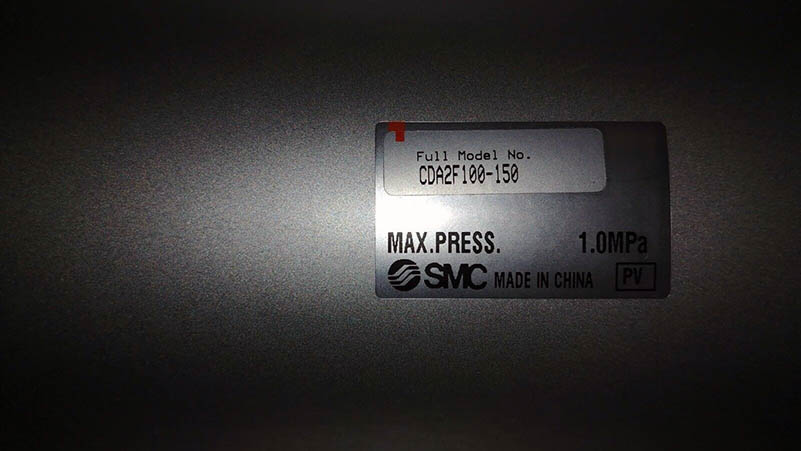 Full Model No.
CDA2F100-150
MAX.PRESS. 1.0MPa
SMC MADE IN CHINA PV